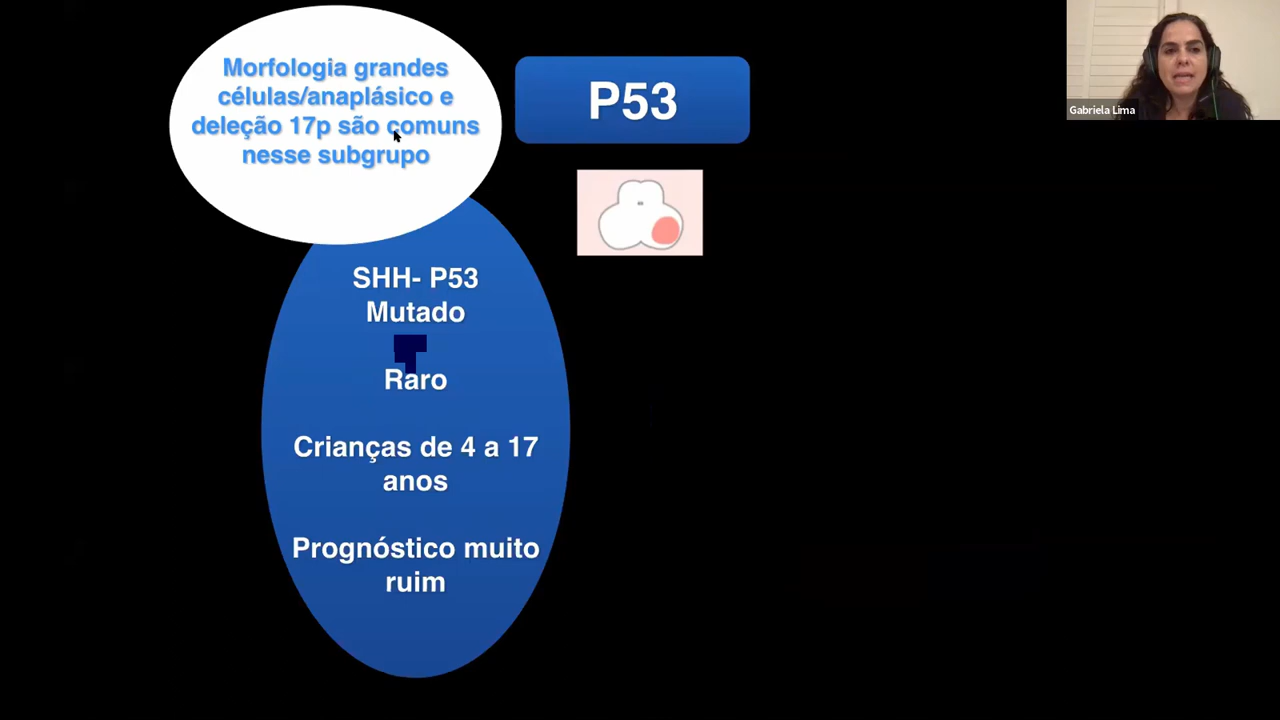 Morfologia grandes
células/anaplásico e
deleção 17p são comuns
nesse subgrupo
P53
Gabriela Lima
SHH- P53
Mutado
Raro
Crianças de 4 a 17
anos
Prognóstico muito
ruim